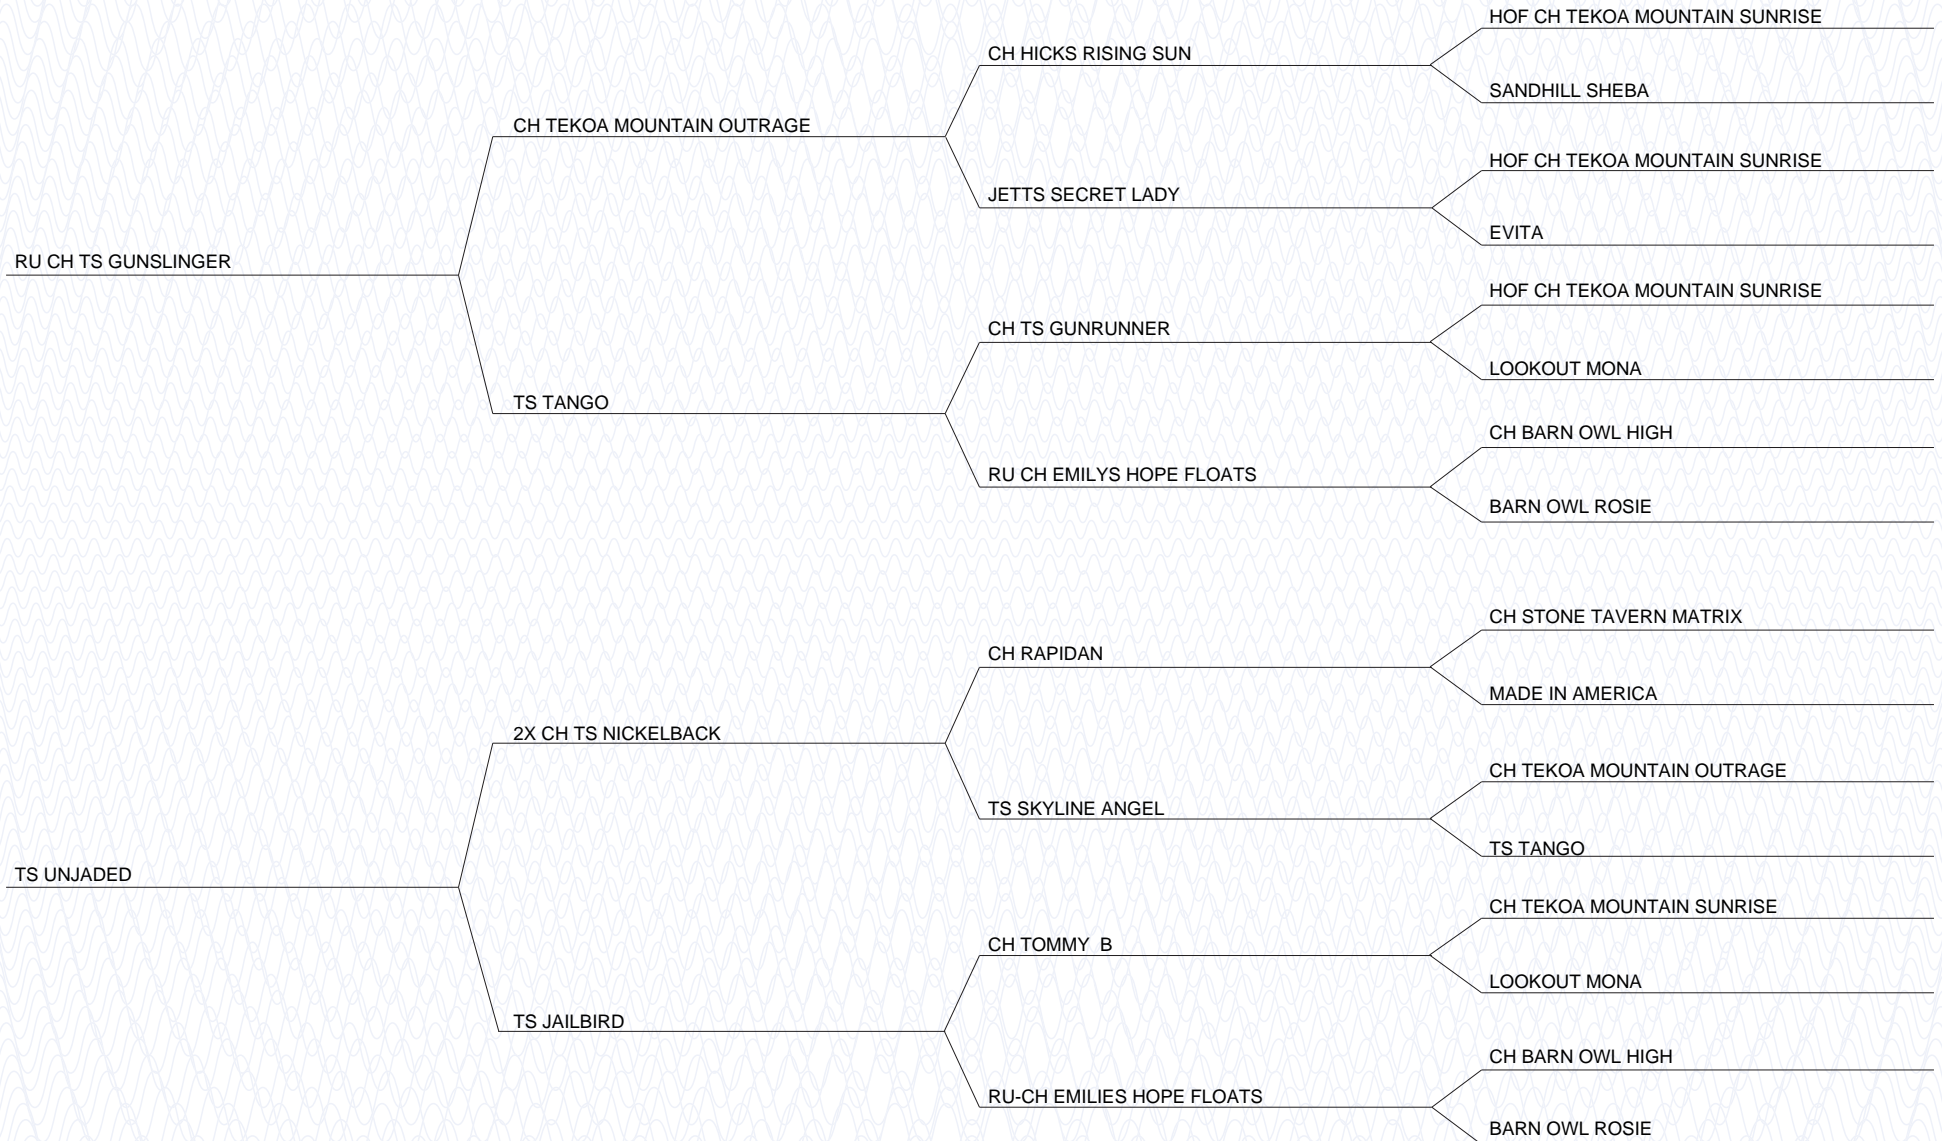 HOF CH TEKOA MOUNTAIN SUNRISE
CH HICKS RISING SUN
SANDHILL SHEBA
CH TEKOA MOUNTAIN OUTRAGE
HOF CH TEKOA MOUNTAIN SUNRISE
JETTS SECRET LADY
EVITA
RU CH TS GUNSLINGER
HOF CH TEKOA MOUNTAIN SUNRISE
CH TS GUNRUNNER
LOOKOUT MONA
TS TANGO
CH BARN OWL HIGH
RU CH EMILYS HOPE FLOATS
BARN OWL ROSIE
CH STONE TAVERN MATRIX
CH RAPIDAN
MADE IN AMERICA
2X CH TS NICKELBACK
CH TEKOA MOUNTAIN OUTRAGE
TS SKYLINE ANGEL
TS TANGO
TS UNJADED
CH TEKOA MOUNTAIN SUNRISE
CH TOMMY  B
LOOKOUT MONA
TS JAILBIRD
CH BARN OWL HIGH
RU-CH EMILIES HOPE FLOATS
BARN OWL ROSIE